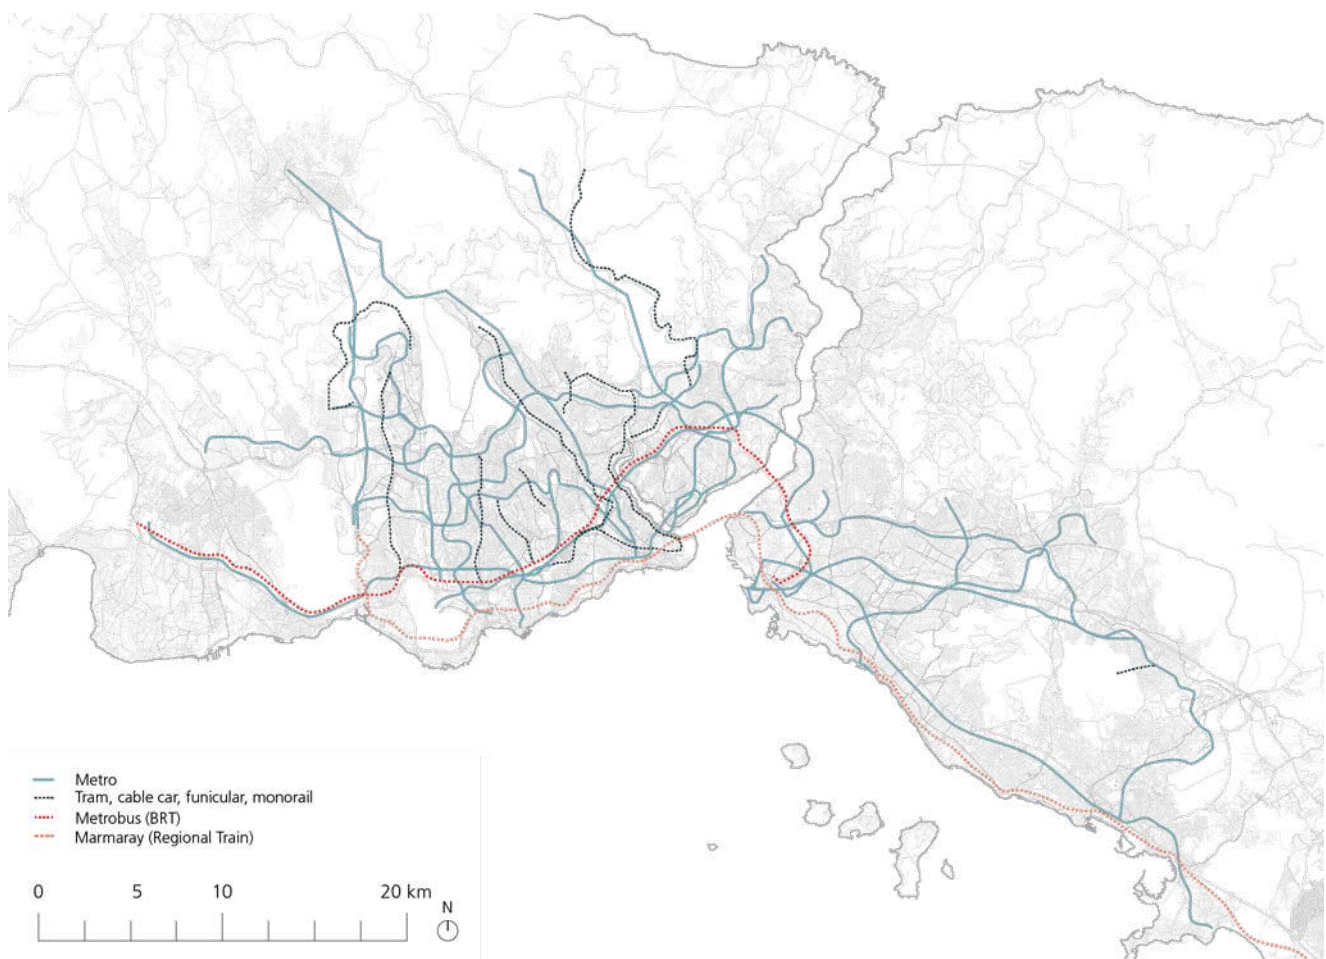 Metro
Tram, cable car, funicular, monorail
Metrobus (BRT)
Marmaray (Regional Train)
0 5 10 20 km
N